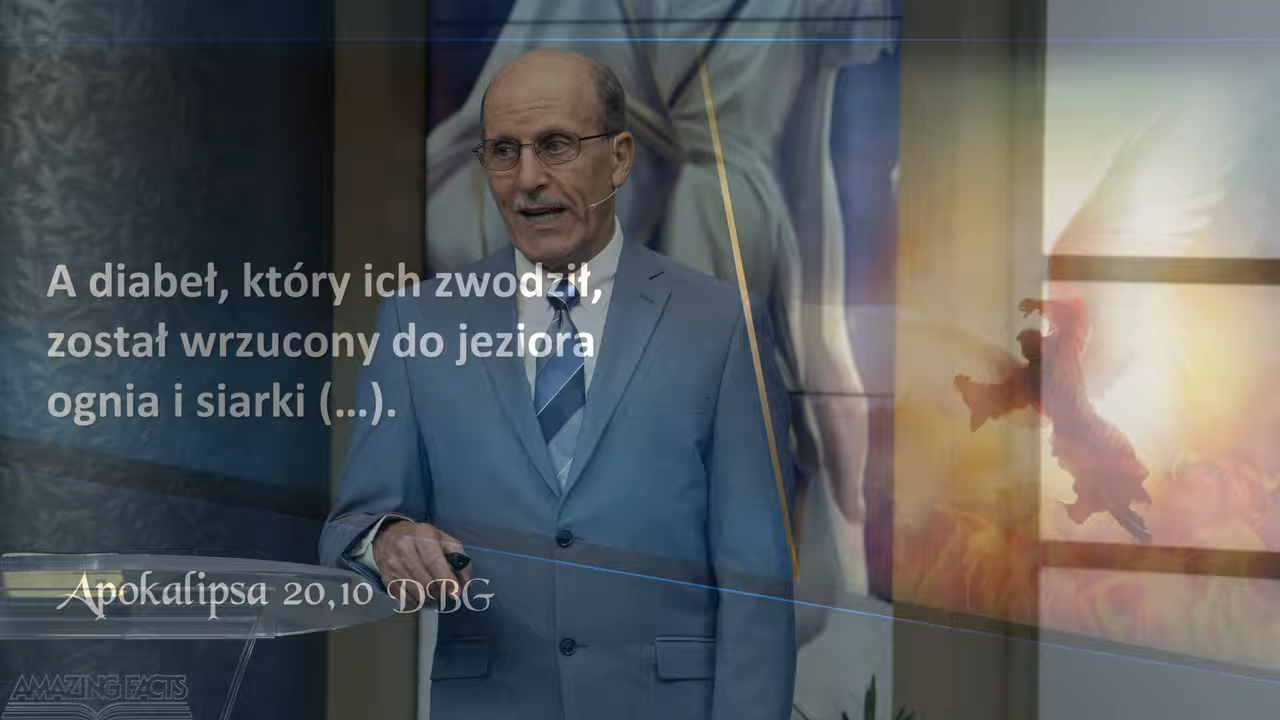 A diabeł, który ich zwodził,
został wrzucony do jeziora
ognia i siarki (...).
Apokalipsa 20,10 DBG
AMAZING FACTS